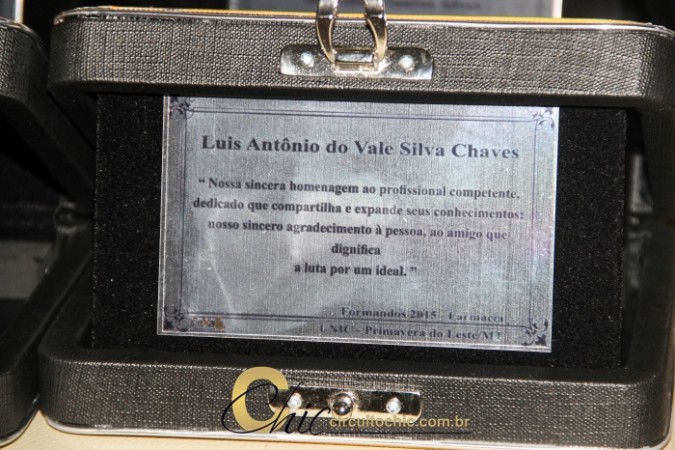 Luis Antônio do Vale Silva Chaves
“ Nossa sincera homenagem ao profissional competente,
dedicado que compartilha e expande seus conhecimentos;
nosso sincero agradecimento à pessoa, ao amigo que
dignifica
a luta por um ideal. ”
Formandos 2015 - Farmácia
UNIC - Primavera do Leste/MT
Chic
circuitochic.com.br